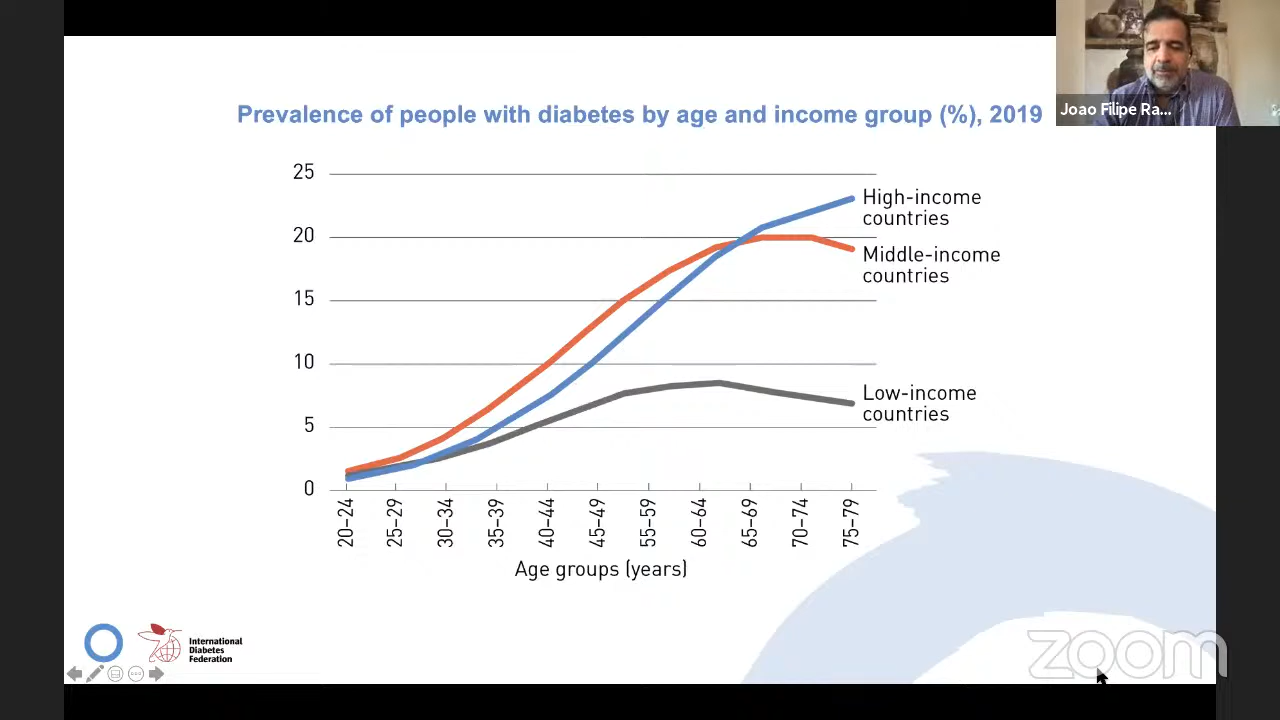 Joao Filipe Ra...
Prevalence of people with diabetes by age and income group (%), 2019
25
20
15
10
5
0
High-income
countries
Middle-income
countries
Low-income
countries
20–24
25–29
30–34
35–39
40–44
45–49
55–59
60–64
65–69
70–74
75–79
Age groups (years)
International
Diabetes
Federation
zoom